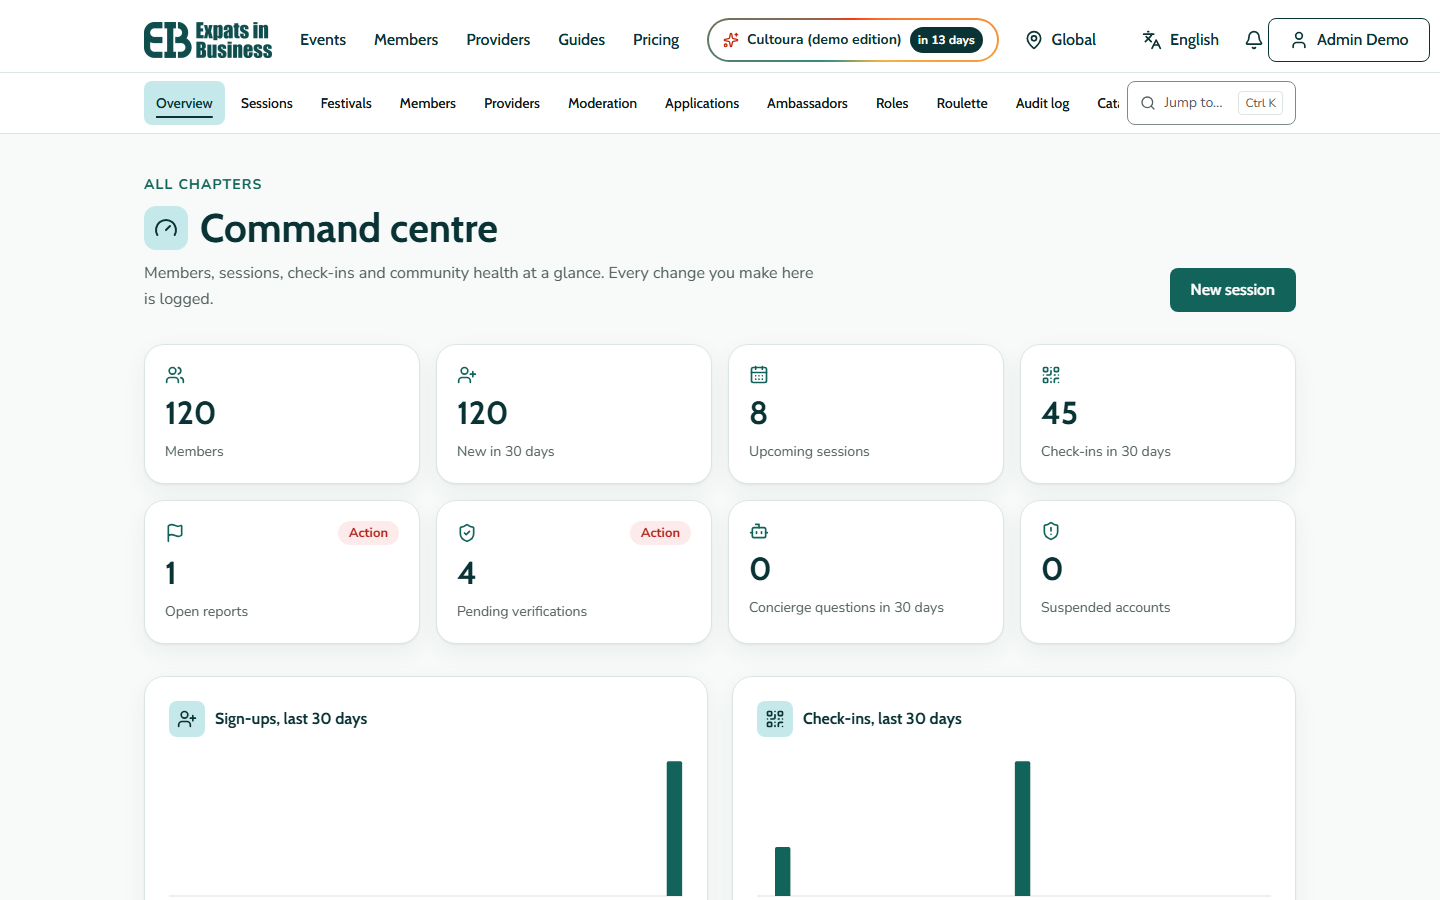 EIB Expats in Business
Events
Members
Providers
Guides
Pricing
Cultoura (demo edition) in 13 days
Global
English
Admin Demo
Overview
Sessions
Festivals
Members
Providers
Moderation
Applications
Ambassadors
Roles
Roulette
Audit log
Jump to...
Ctrl K
ALL CHAPTERS
Command centre
Members, sessions, check-ins and community health at a glance. Every change you make here
is logged.
New session
120
Members
120
New in 30 days
8
Upcoming sessions
45
Check-ins in 30 days
Action
1
Open reports
Action
4
Pending verifications
0
Concierge questions in 30 days
0
Suspended accounts
Sign-ups, last 30 days
Check-ins, last 30 days